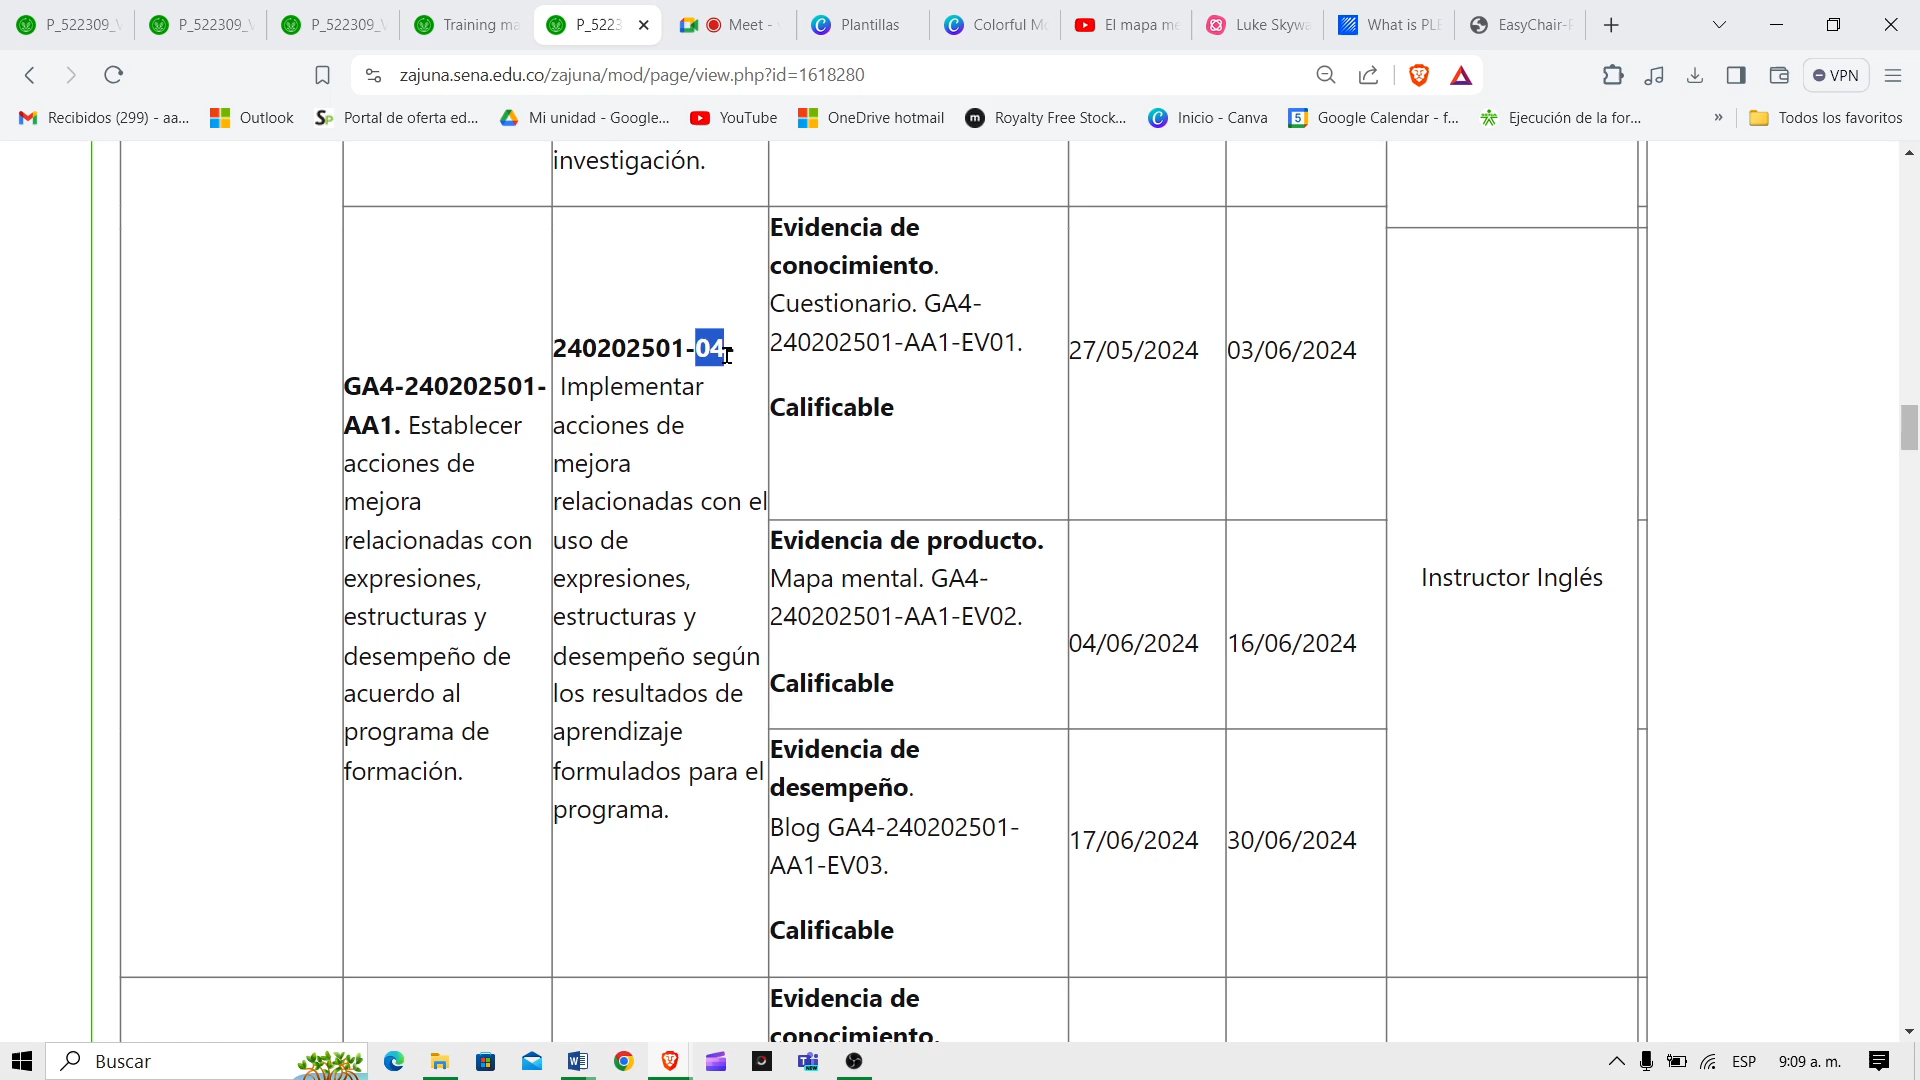 P_522309_
P_522309_
P_522309_
Training ma
P_5223
Meet -
Plantillas
Colorful Mo
El mapa me
Luke Skyw
What is PLE
EasyChair-
zajuna.sena.edu.co/zajuna/mod/page/view.php?id=1618280
VPN
Recibidos (299) - aa...
Outlook
Portal de oferta ed...
Mi unidad - Google...
YouTube
OneDrive hotmail
Royalty Free Stock...
Inicio - Canva
Google Calendar - f...
Ejecución de la for...
»
Todos los favoritos
investigación.
GA4-240202501-
AA1. Establecer
acciones de
mejora
relacionadas con
expresiones,
estructuras y
desempeño de
acuerdo al
programa de
formación.
240202501-04-
Implementar
acciones de
mejora
relacionadas con el
uso de
expresiones,
estructuras y
desempeño según
los resultados de
aprendizaje
formulados para el
programa.
Evidencia de
conocimiento.
Cuestionario. GA4-
240202501-AA1-EV01.
Calificable
27/05/2024
03/06/2024
Evidencia de producto.
Mapa mental. GA4-
240202501-AA1-EV02.
Calificable
04/06/2024
16/06/2024
Evidencia de
desempeño.
Blog GA4-240202501-
AA1-EV03.
Calificable
17/06/2024
30/06/2024
Instructor Inglés
Evidencia de
conocimiento.
Buscar
ESP
9:09 a. m.